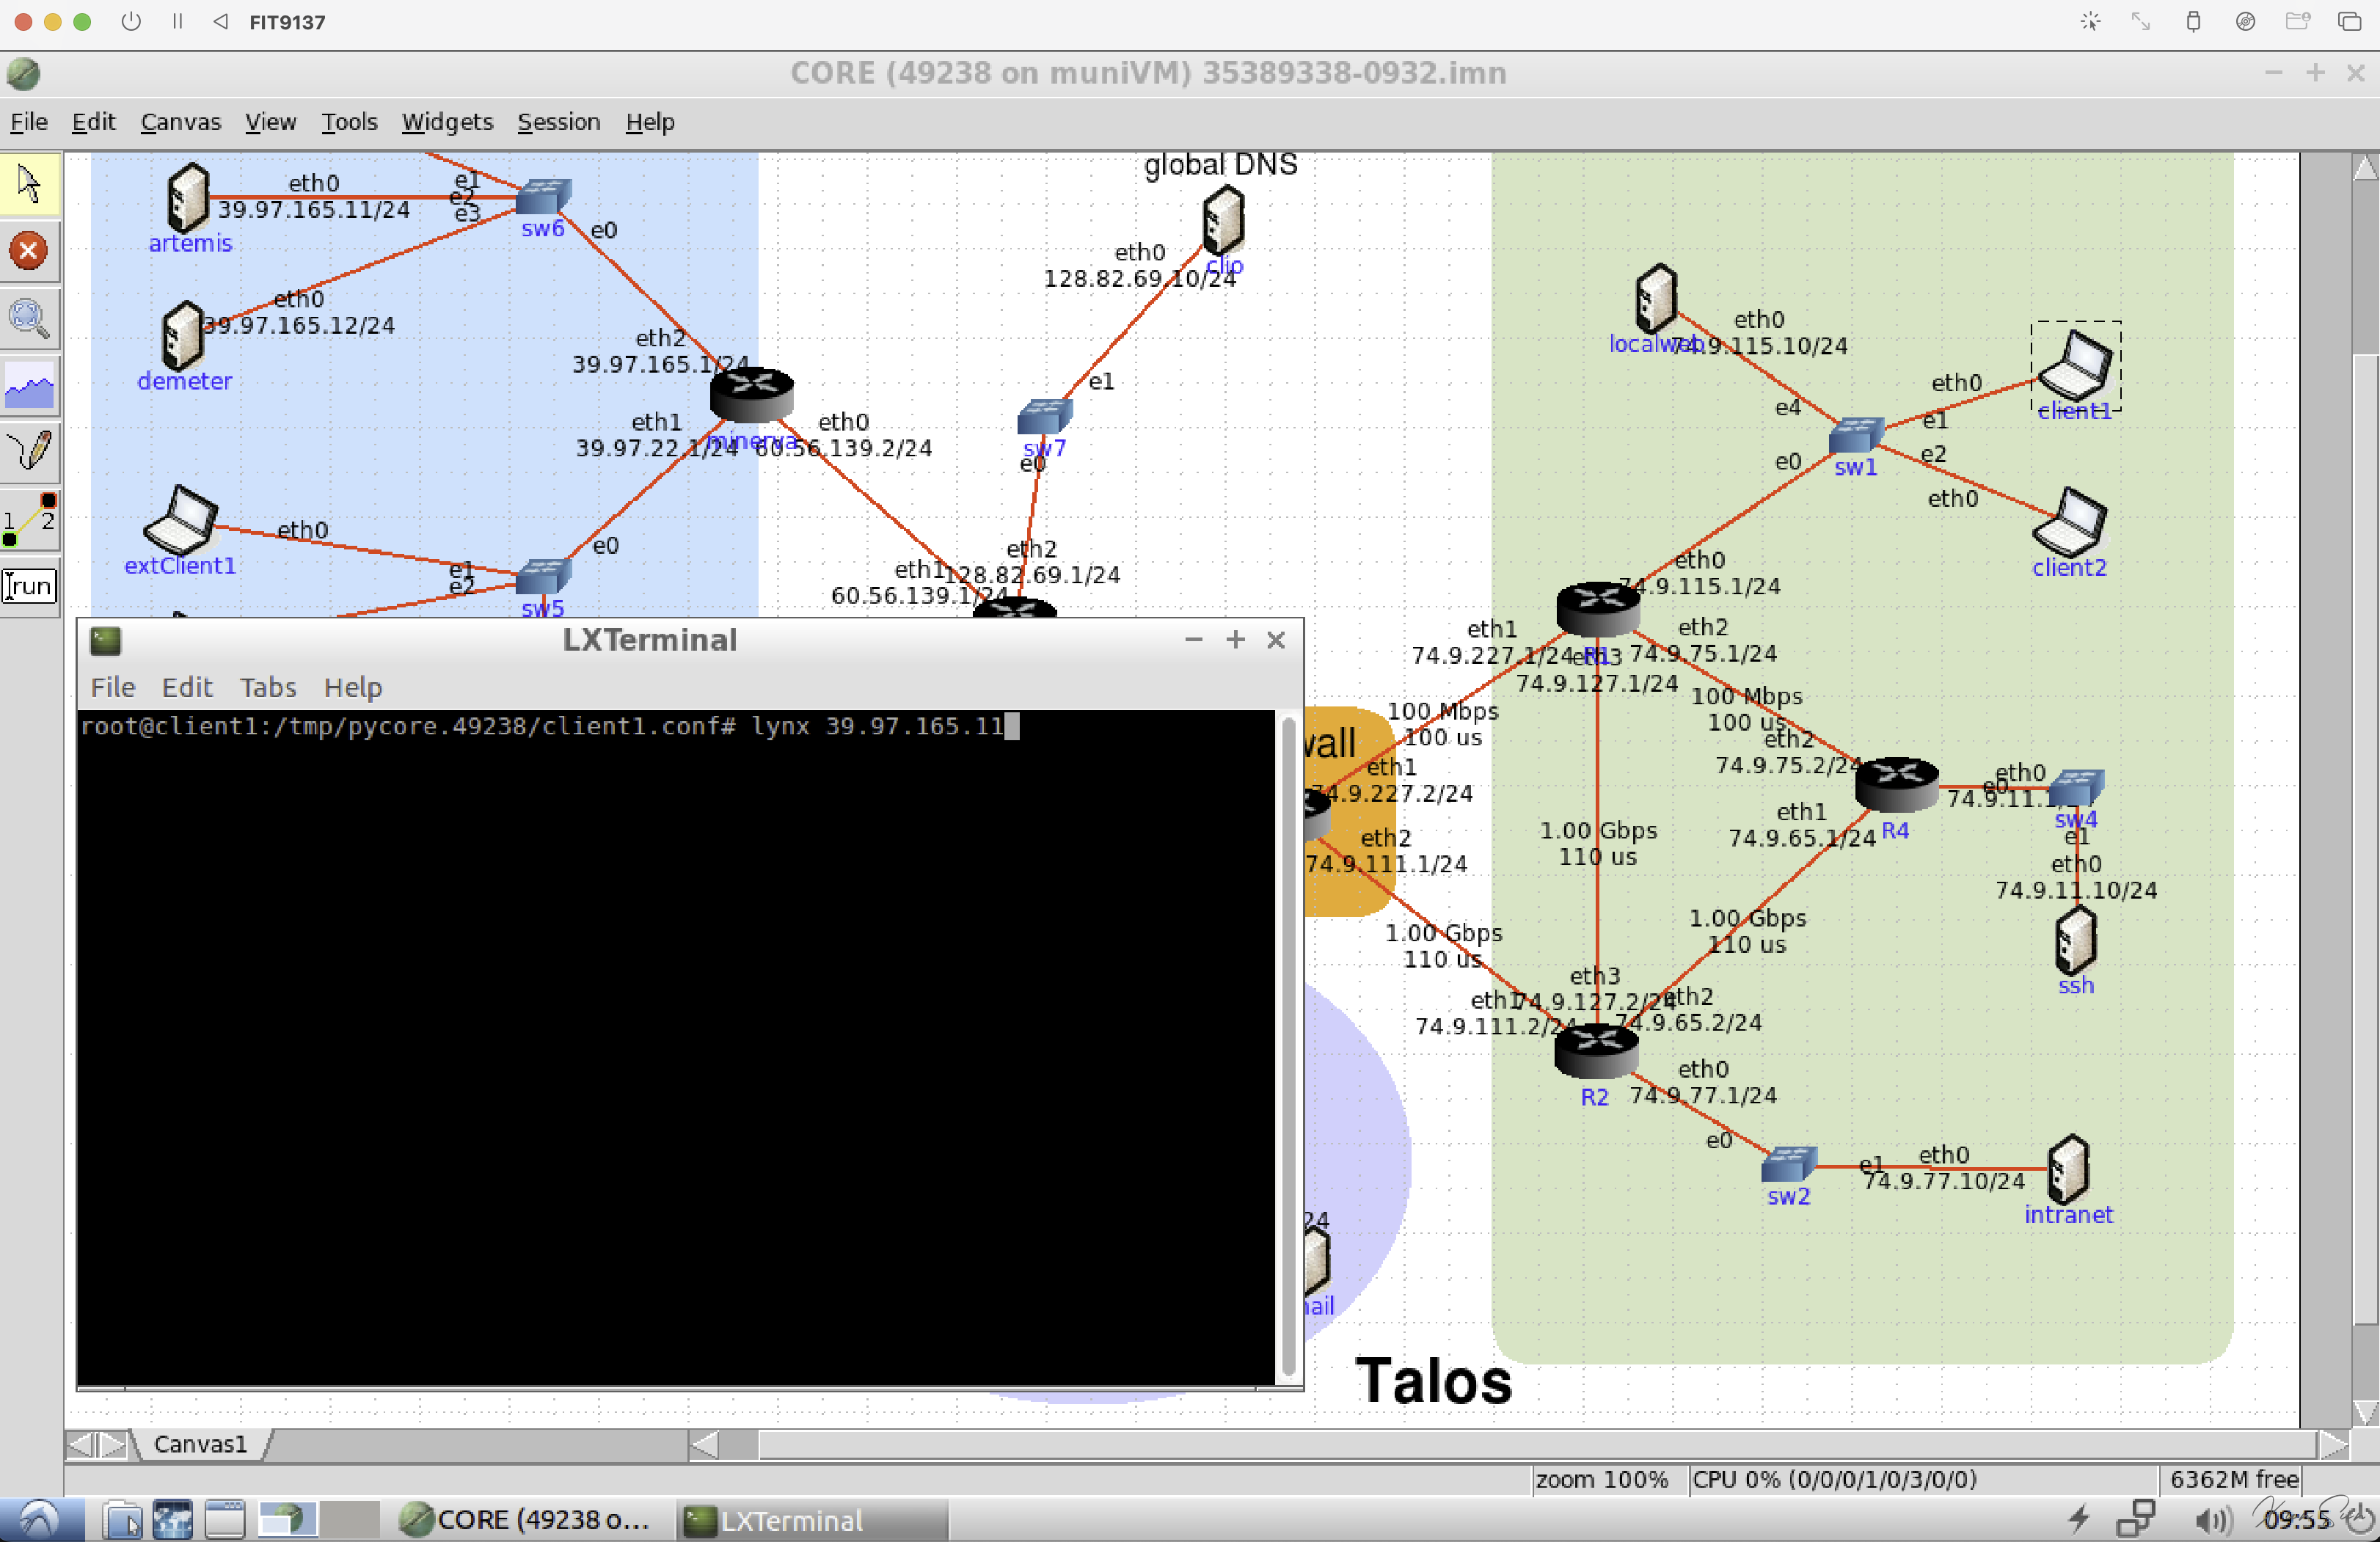 FIT9137
CORE (49238 on muniVM) 35389338-0932.imn
File Edit Canvas View Tools Widgets Session Help
global DNS
eth0
39.97.165.11/24
artemis
e1
e2
e3
sw6
e0
eth0
128.82.69.10/24
clio
eth0
39.97.165.12/24
demeter
eth2
39.97.165.1/24
eth1
39.97.22.1/24
minerva
eth0
60.56.139.2/24
e1
sw7
e0
eth0
74.9.115.10/24
localweb
eth0
client1
e4
e1
sw1
e0
e2
eth0
client2
1
2
run
eth0
extClient1
e0
e1
e2
sw5
eth2
128.82.69.1/24
eth1
60.56.139.1/24
eth0
74.9.115.1/24
eth1
74.9.227.1/24
R1
eth3
74.9.127.1/24
eth2
74.9.75.1/24
LXTerminal
File Edit Tabs Help
root@client1:/tmp/pycore.49238/client1.conf# lynx 39.97.165.11
100 Mbps
100 us
100 Mbps
100 us
wall
eth1
74.9.227.2/24
eth2
74.9.111.1/24
eth2
74.9.75.2/24
eth1
74.9.65.1/24
R4
eth0
e0
sw4
e1
eth0
74.9.11.10/24
ssh
1.00 Gbps
110 us
1.00 Gbps
110 us
1.00 Gbps
110 us
eth3
74.9.127.2/24
eth1
74.9.111.2/24
eth2
74.9.65.2/24
R2
eth0
74.9.77.1/24
e0
sw2
e1
eth0
74.9.77.10/24
intranet
24
ail
Talos
Canvas1
zoom 100%
CPU 0% (0/0/0/1/0/3/0/0)
6362M free
CORE (49238 o...
LXTerminal
09:55